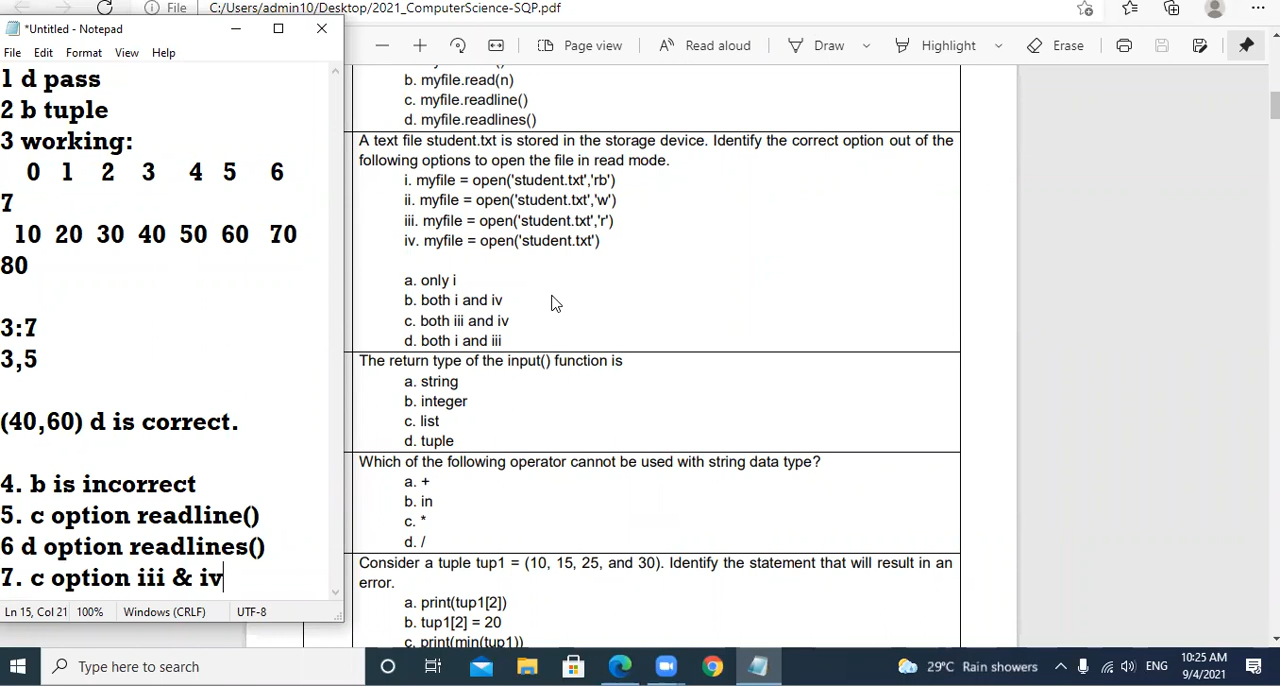 File
C:/Users/admin10/Desktop/2021_ComputerScience-SQP.pdf
*Untitled - Notepad
File Edit Format View Help
1 d pass
2 b tuple
3 working:
0 1 2 3 4 5 6
7
10 20 30 40 50 60 70
80
3:7
3,5
(40,60) d is correct.
4. b is incorrect
5. c option readline()
6 d option readlines()
7. c option iii & iv
Ln 15, Col 21 100% Windows (CRLF) UTF-8
Page view Read aloud Draw Highlight Erase
b. myfile.read(n)
c. myfile.readline()
d. myfile.readlines()
A text file student.txt is stored in the storage device. Identify the correct option out of the
following options to open the file in read mode.
i. myfile = open('student.txt','rb')
ii. myfile = open('student.txt','w')
iii. myfile = open('student.txt','r')
iv. myfile = open('student.txt')
a. only i
b. both i and iv
c. both iii and iv
d. both i and iii
The return type of the input() function is
a. string
b. integer
c. list
d. tuple
Which of the following operator cannot be used with string data type?
a. +
b. in
c. *
d. /
Consider a tuple tup1 = (10, 15, 25, and 30). Identify the statement that will result in an
error.
a. print(tup1[2])
b. tup1[2] = 20
c. print(min(tup1))
Type here to search
29°C Rain showers
ENG
10:25 AM
9/4/2021